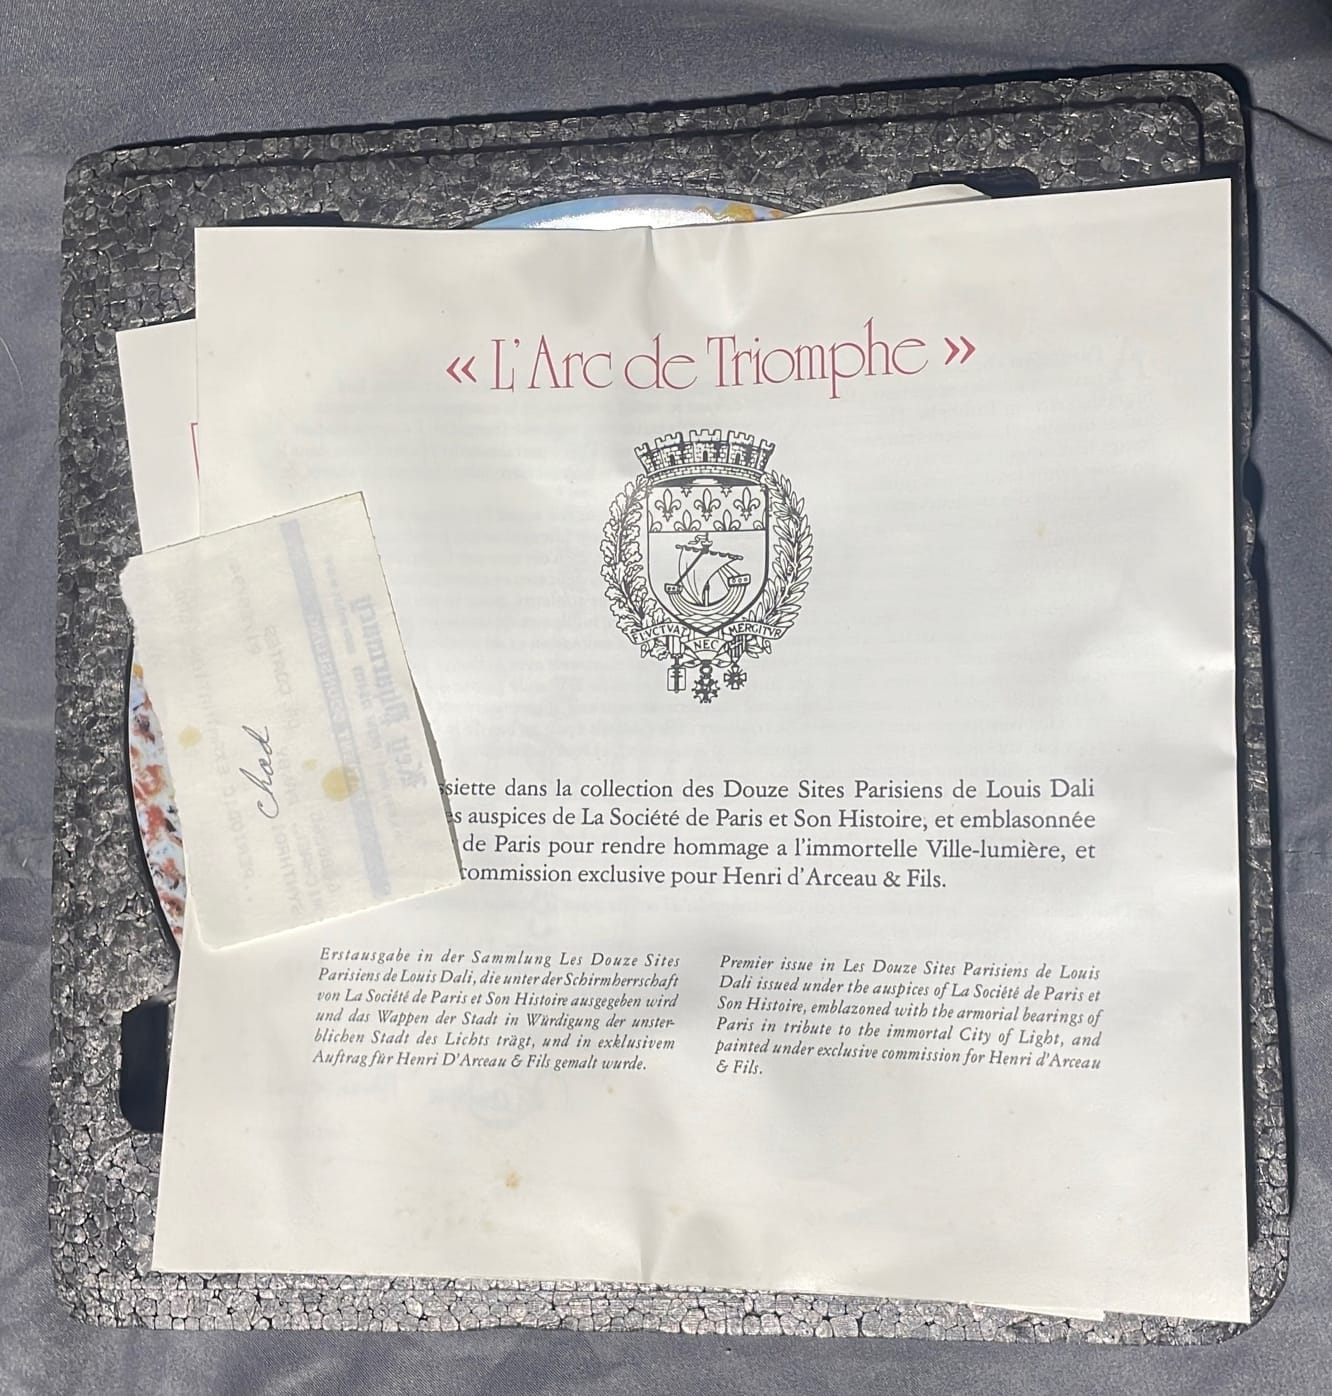 « L'Arc de Triomphe »
FLVCTVAT NEC MERGITVR
siette dans la collection des Douze Sites Parisiens de Louis Dali
s auspices de La Société de Paris et Son Histoire, et emblasonnée
de Paris pour rendre hommage a l'immortelle Ville-lumière, et
commission exclusive pour Henri d'Arceau & Fils.
Chad
Erstausgabe in der Sammlung Les Douze Sites
Parisiens de Louis Dali, die unter der Schirmherrschaft
von La Société de Paris et Son Histoire ausgegeben wird
und das Wappen der Stadt in Würdigung der unster-
blichen Stadt des Lichts trägt, und in exklusivem
Auftrag für Henri D'Arceau & Fils gemalt wurde.
Premier issue in Les Douze Sites Parisiens de Louis
Dali issued under the auspices of La Société de Paris et
Son Histoire, emblazoned with the armorial bearings of
Paris in tribute to the immortal City of Light, and
painted under exclusive commission for Henri d'Arceau
& Fils.